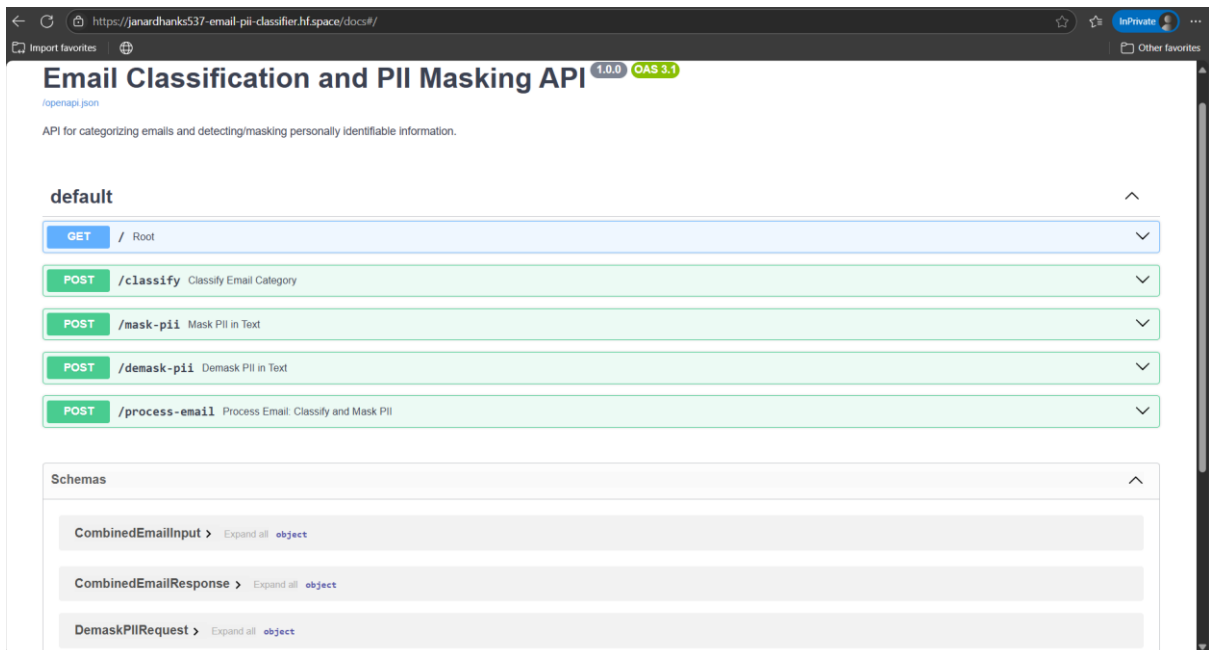 https://janardhanks537-email-pii-classifier.hf.space/docs#/
InPrivate
Import favorites
Other favorites
Email Classification and PII Masking API 1.0.0 OAS 3.1
/openapi.json
API for categorizing emails and detecting/masking personally identifiable information.
default
GET / Root
POST /classify Classify Email Category
POST /mask-pii Mask PII in Text
POST /demask-pii Demask PII in Text
POST /process-email Process Email: Classify and Mask PII
Schemas
CombinedEmailInput > Expand all object
CombinedEmailResponse > Expand all object
DemaskPIIRequest > Expand all object